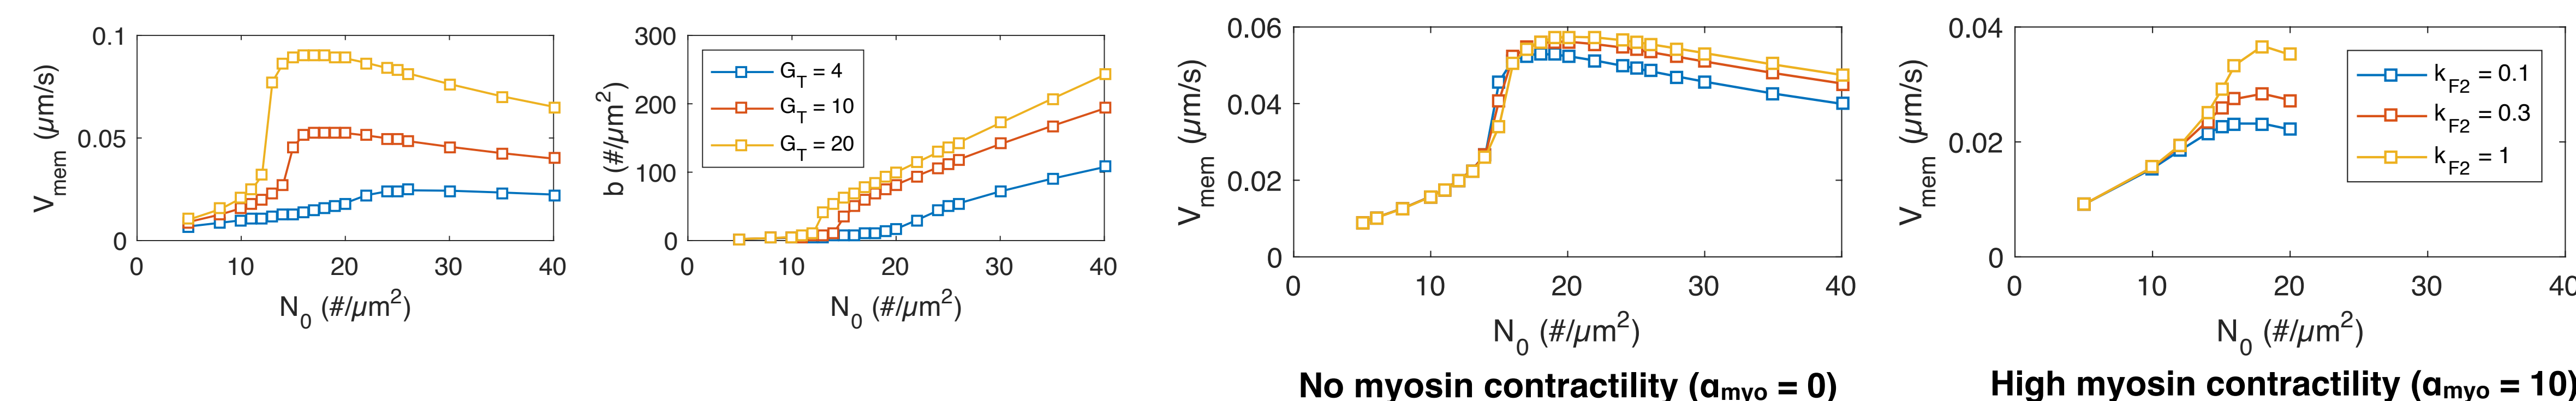 V_mem (µm/s)
0.1
0.05
0
0 10 20 30 40
N_0 (#/µm^2)
b (#/µm^2)
300
200
100
0
G_T = 4
G_T = 10
G_T = 20
0 10 20 30 40
N_0 (#/µm^2)
V_mem (µm/s)
0.06
0.04
0.02
0
0 10 20 30 40
N_0 (#/µm^2)
No myosin contractility (α_myo = 0)
V_mem (µm/s)
0.04
0.02
0
k_F2 = 0.1
k_F2 = 0.3
k_F2 = 1
0 10 20 30 40
N_0 (#/µm^2)
High myosin contractility (α_myo = 10)